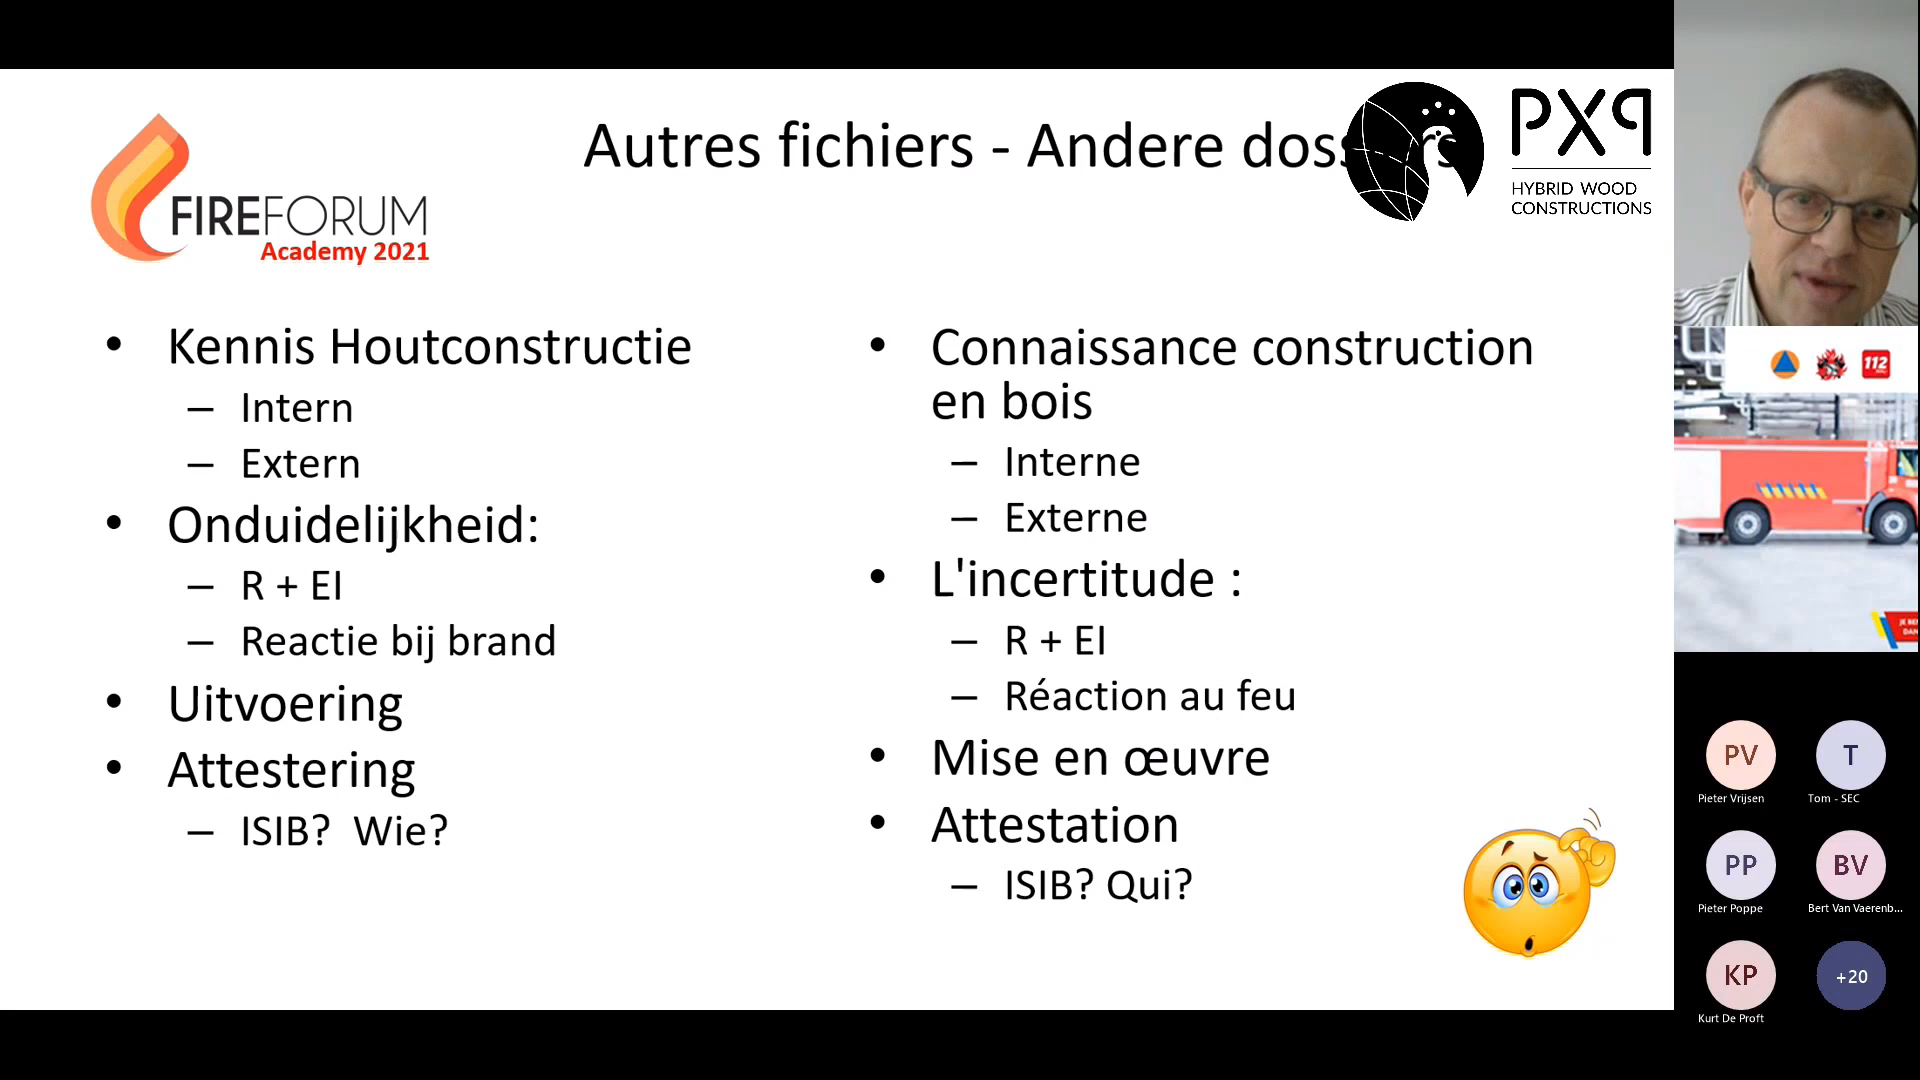 Autres fichiers - Andere dos
FIREFORUM
Academy 2021
PXP
HYBRID WOOD
CONSTRUCTIONS
• Kennis Houtconstructie
– Intern
– Extern
• Onduidelijkheid:
– R + EI
– Reactie bij brand
• Uitvoering
• Attestering
– ISIB? Wie?
• Connaissance construction
en bois
– Interne
– Externe
• L'incertitude :
– R + EI
– Réaction au feu
• Mise en œuvre
• Attestation
– ISIB? Qui?
112
PV
Pieter Vrijsen
T
Tom - SEC
PP
Pieter Poppe
BV
Bert Van Vaerenb...
KP
Kurt De Proft
+20